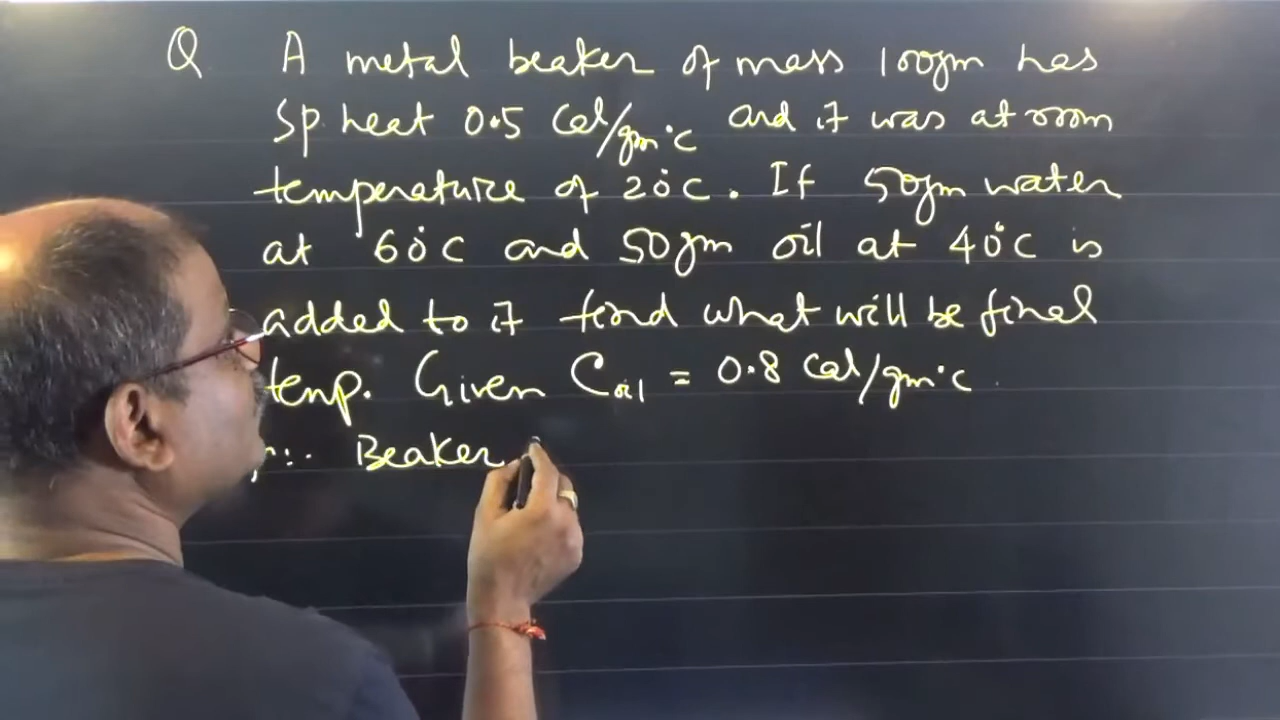 Q A metal beaker of mass 100gm has
Sp heat 0.5 Cal/gm°C and it was at room
temperature of 20°C. If 50gm water
at 60°C and 50gm oil at 40°C is
added to it find what will be final
temp. Given Coil = 0.8 Cal/gm°C
Beaker